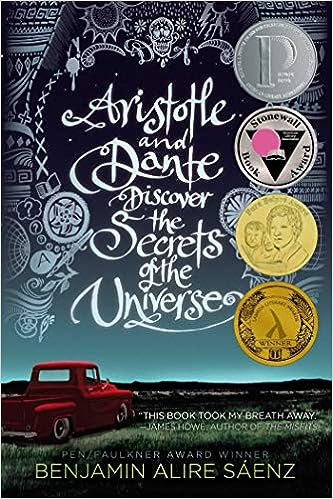 Aristotle
and
Dante
Discover
the
Secrets
of the
Universe
P
Stonewall
Book
Award
WINNER
"THIS BOOK TOOK MY BREATH AWAY."
—JAMES HOWE, AUTHOR OF THE MISFITS
PEN/FAULKNER AWARD WINNER
BENJAMIN ALIRE SÁENZ